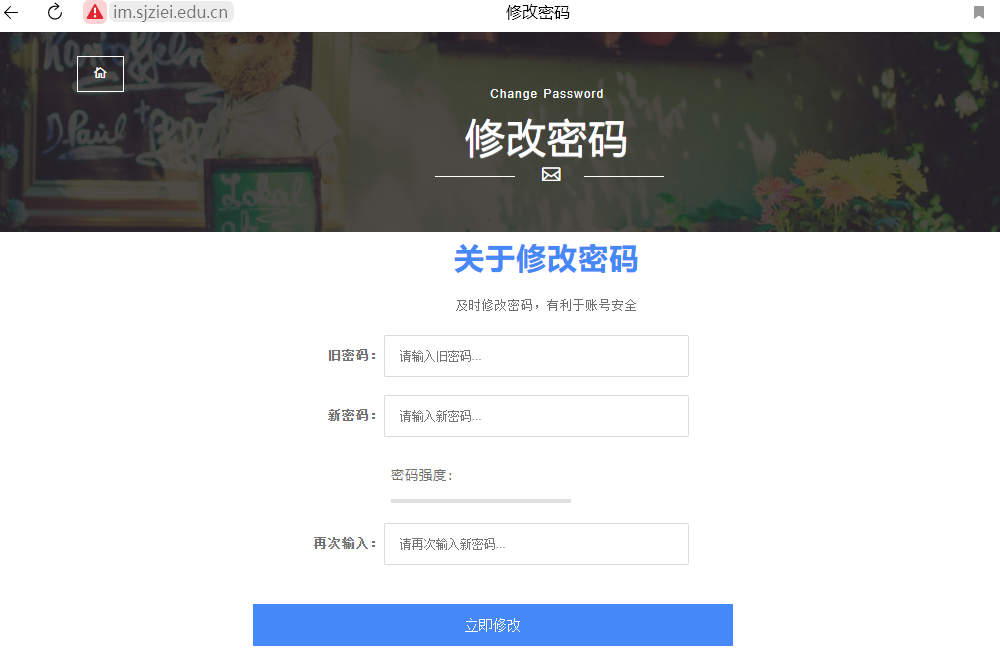 im.sjziei.edu.cn
修改密码
Kartoffeln
Change Password
修改密码
Lokal
关于修改密码
及时修改密码，有利于账号安全
旧密码：
请输入旧密码...
新密码：
请输入新密码...
密码强度：
再次输入：
请再次输入新密码...
立即修改